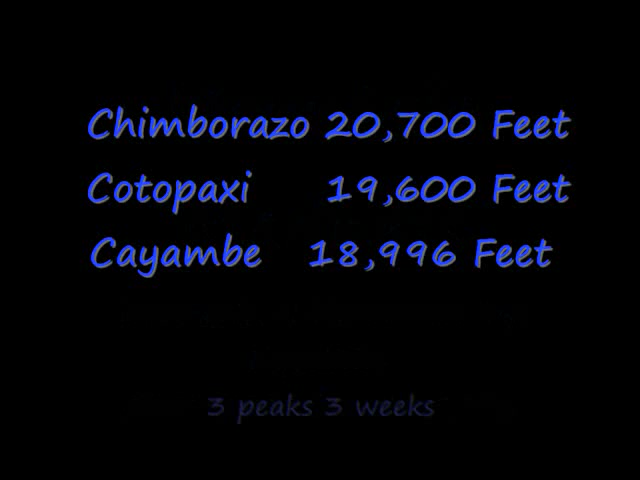 Chimborazo 20,700 Feet
Cotopaxi 19,600 Feet
Cayambe 18,996 Feet
3 peaks 3 weeks